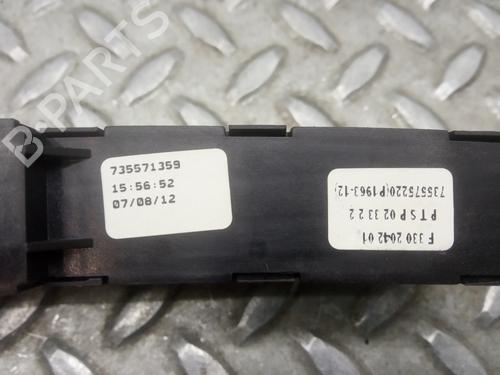 B-PARTS
735571359
15:56:52
07/08/12
F 330 2042 01
P T S P 02 33 2 2
735575220(P1963-12)